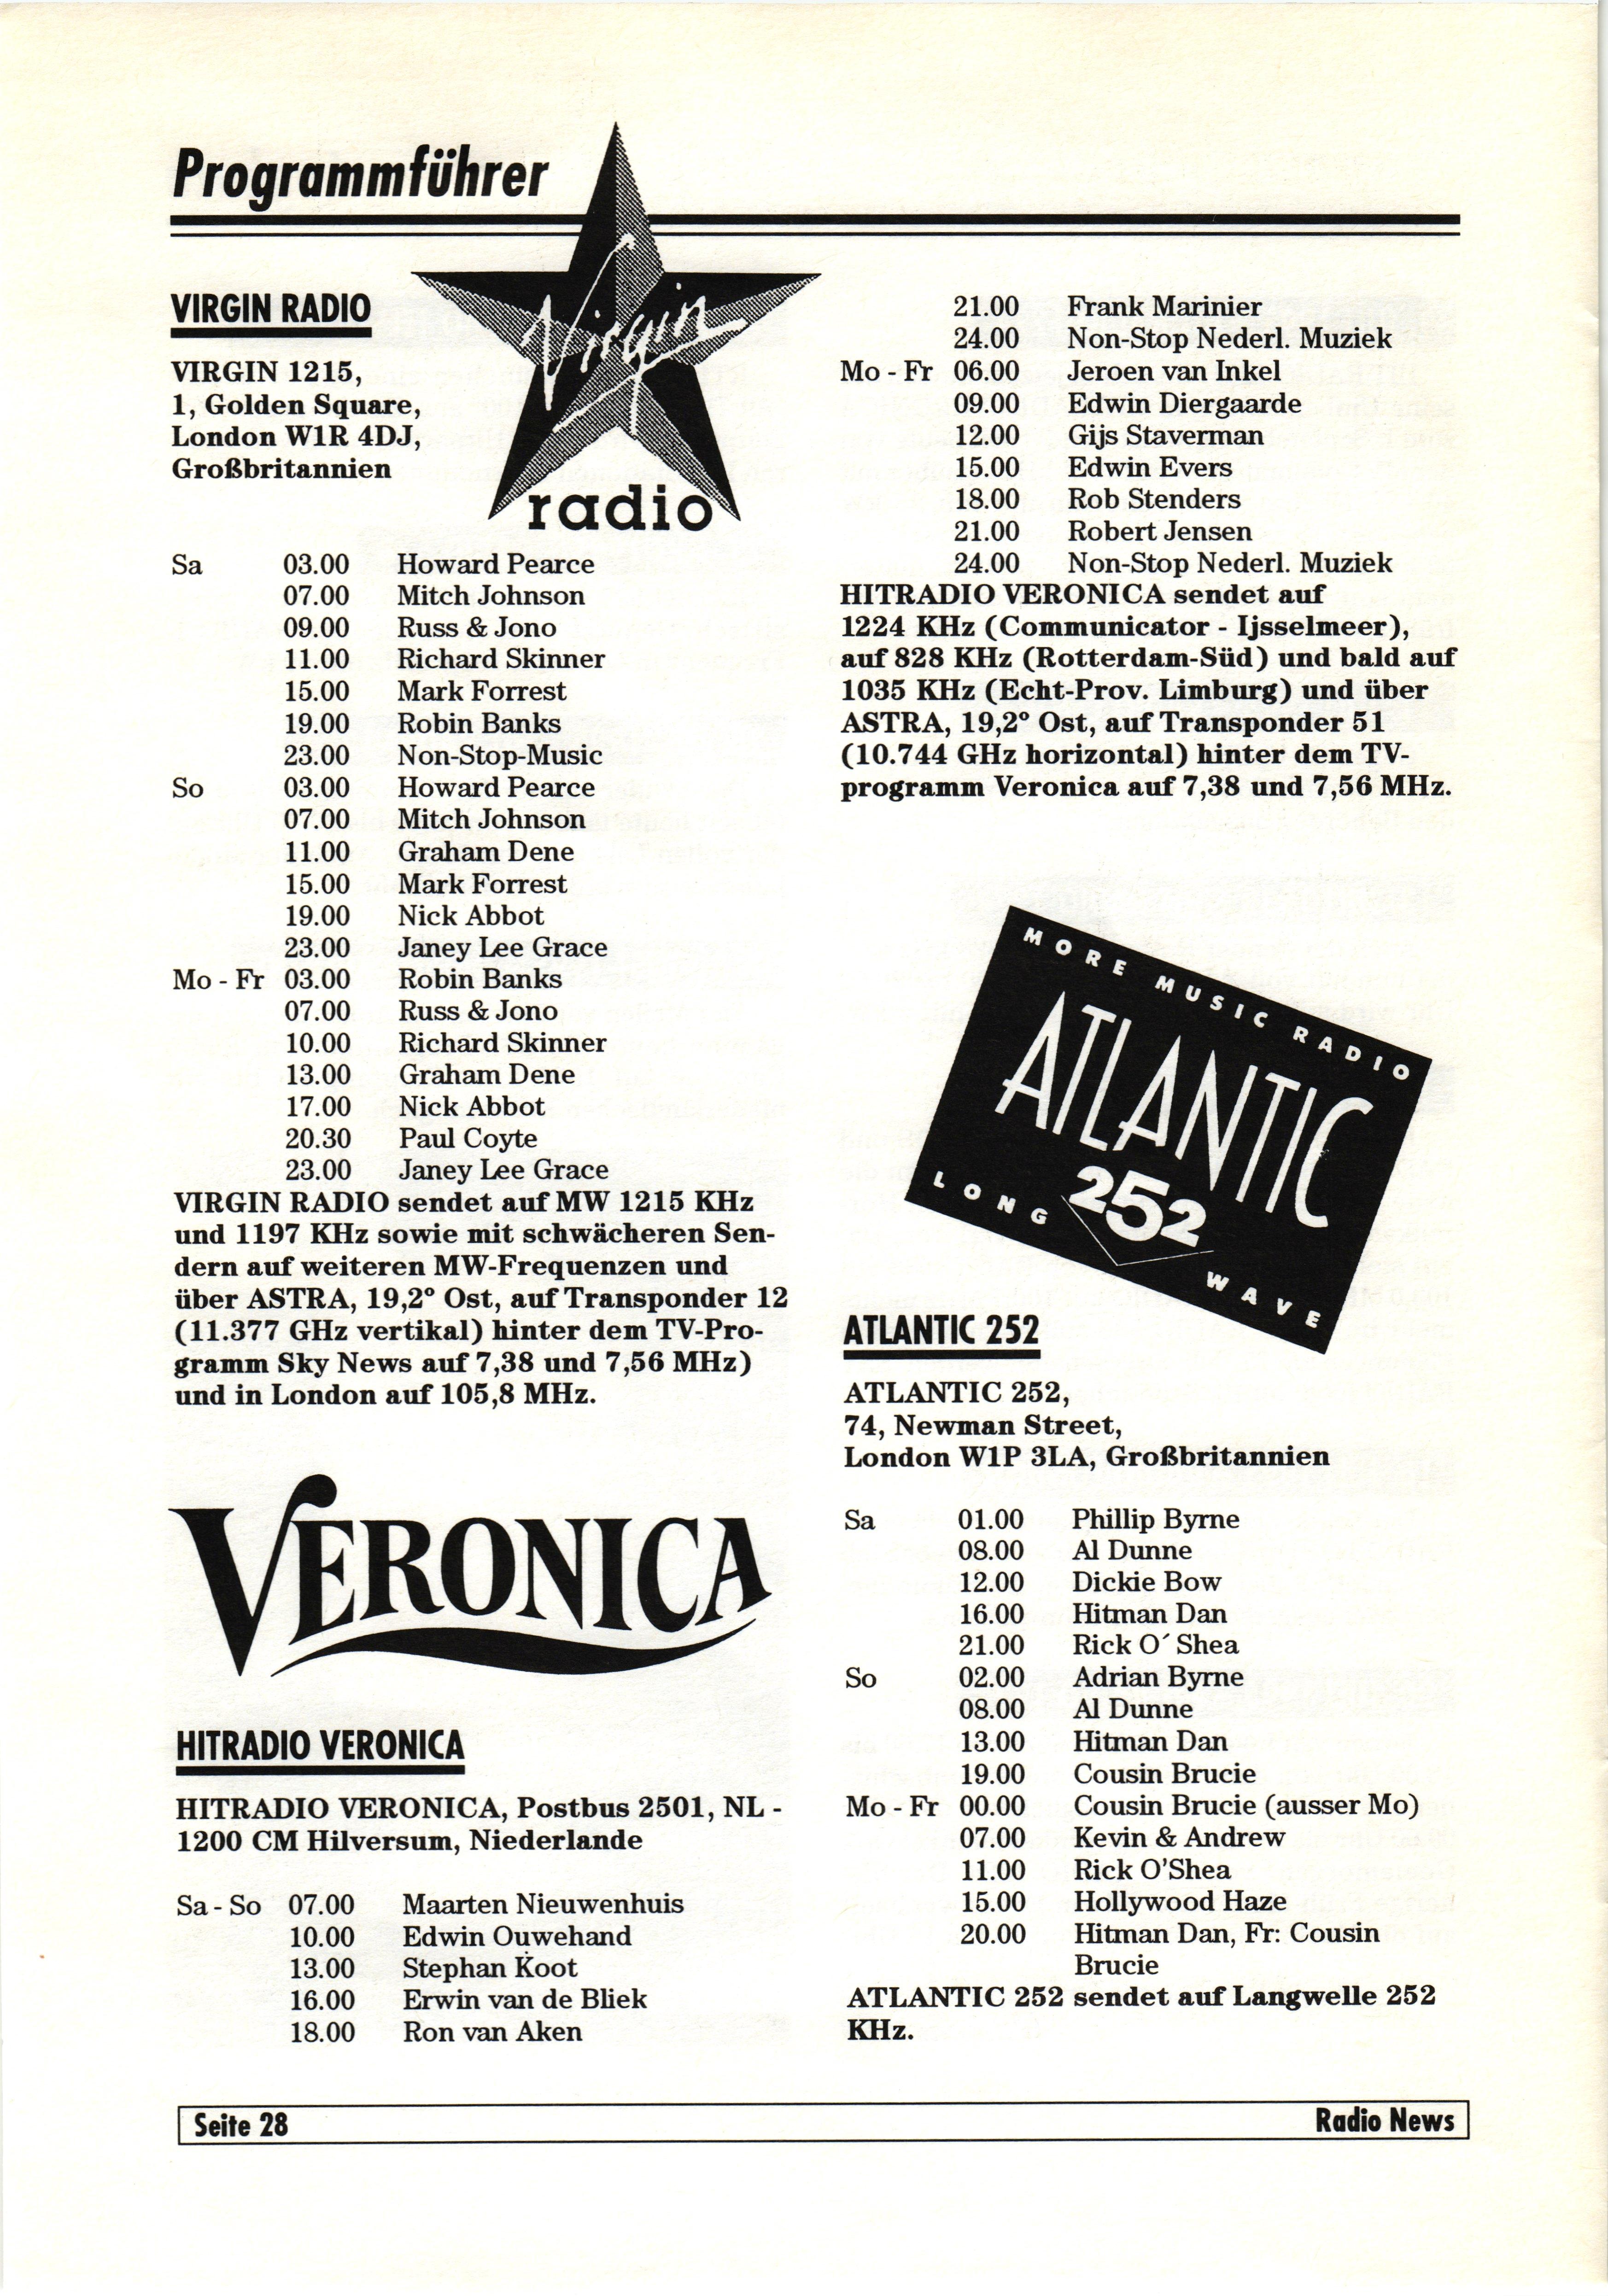 Programmführer
VIRGIN RADIO
VIRGIN 1215,
1, Golden Square,
London W1R 4DJ,
Großbritannien
Virgin
radio
Sa 03.00 Howard Pearce
07.00 Mitch Johnson
09.00 Russ & Jono
11.00 Richard Skinner
15.00 Mark Forrest
19.00 Robin Banks
23.00 Non-Stop-Music
So 03.00 Howard Pearce
07.00 Mitch Johnson
11.00 Graham Dene
15.00 Mark Forrest
19.00 Nick Abbot
23.00 Janey Lee Grace
Mo - Fr 03.00 Robin Banks
07.00 Russ & Jono
10.00 Richard Skinner
13.00 Graham Dene
17.00 Nick Abbot
20.30 Paul Coyte
23.00 Janey Lee Grace
VIRGIN RADIO sendet auf MW 1215 KHz
und 1197 KHz sowie mit schwächeren Sen-
dern auf weiteren MW-Frequenzen und
über ASTRA, 19,2º Ost, auf Transponder 12
(11.377 GHz vertikal) hinter dem TV-Pro-
gramm Sky News auf 7,38 und 7,56 MHz)
und in London auf 105,8 MHz.
VERONICA
HITRADIO VERONICA
HITRADIO VERONICA, Postbus 2501, NL -
1200 CM Hilversum, Niederlande
Sa - So 07.00 Maarten Nieuwenhuis
10.00 Edwin Ouwehand
13.00 Stephan Koot
16.00 Erwin van de Bliek
18.00 Ron van Aken
21.00 Frank Marinier
24.00 Non-Stop Nederl. Muziek
Mo - Fr 06.00 Jeroen van Inkel
09.00 Edwin Diergaarde
12.00 Gijs Staverman
15.00 Edwin Evers
18.00 Rob Stenders
21.00 Robert Jensen
24.00 Non-Stop Nederl. Muziek
HITRADIO VERONICA sendet auf
1224 KHz (Communicator - Ijsselmeer),
auf 828 KHz (Rotterdam-Süd) und bald auf
1035 KHz (Echt-Prov. Limburg) und über
ASTRA, 19,2º Ost, auf Transponder 51
(10.744 GHz horizontal) hinter dem TV-
programm Veronica auf 7,38 und 7,56 MHz.
MORE MUSIC RADIO
ATLANTIC
252
LONG WAVE
ATLANTIC 252
ATLANTIC 252,
74, Newman Street,
London W1P 3LA, Großbritannien
Sa 01.00 Phillip Byrne
08.00 Al Dunne
12.00 Dickie Bow
16.00 Hitman Dan
21.00 Rick O´ Shea
So 02.00 Adrian Byrne
08.00 Al Dunne
13.00 Hitman Dan
19.00 Cousin Brucie
Mo - Fr 00.00 Cousin Brucie (ausser Mo)
07.00 Kevin & Andrew
11.00 Rick O'Shea
15.00 Hollywood Haze
20.00 Hitman Dan, Fr: Cousin
Brucie
ATLANTIC 252 sendet auf Langwelle 252
KHz.
Seite 28
Radio News